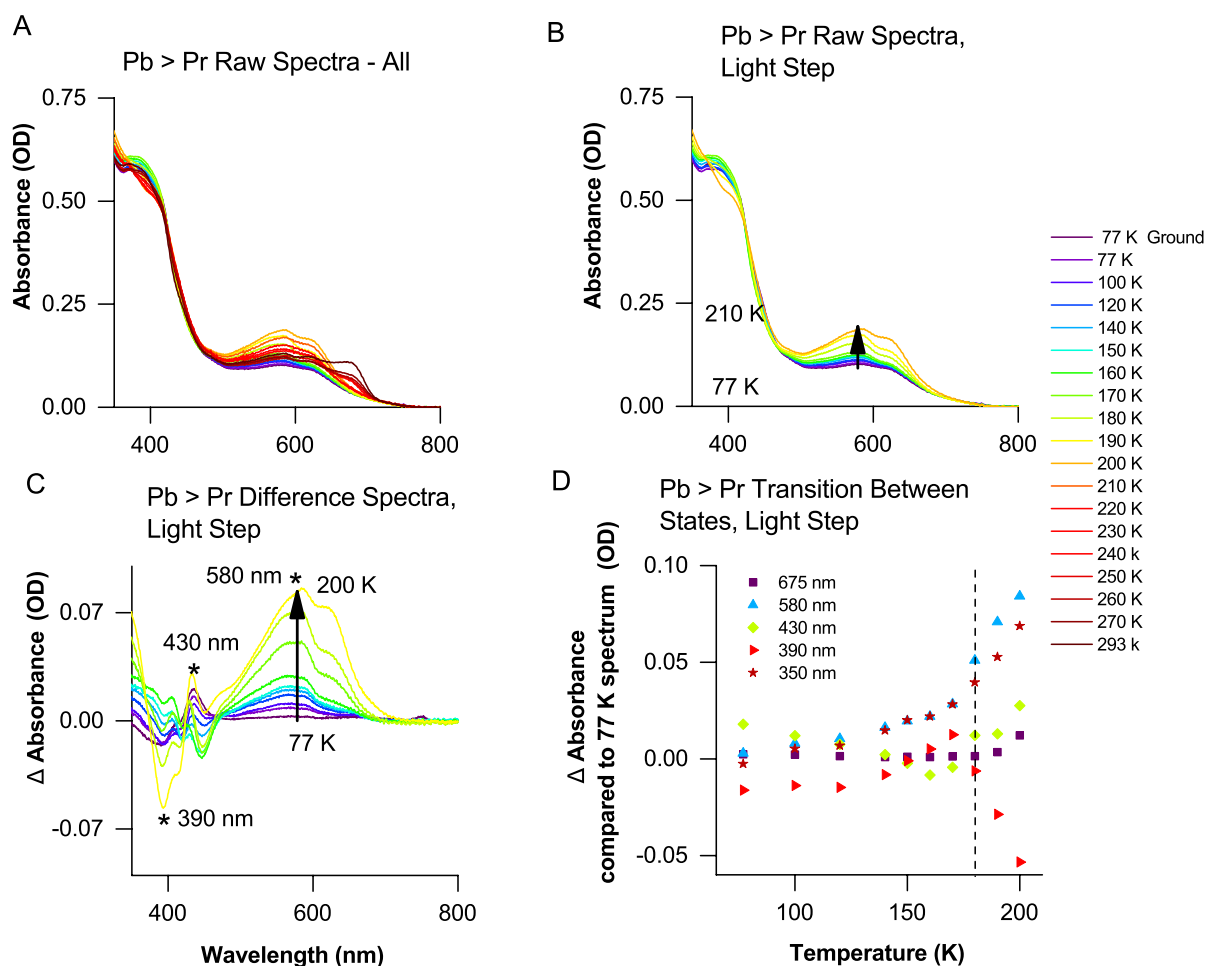 A
Pb > Pr Raw Spectra - All
Absorbance (OD)
0.75
0.50
0.25
0.00
400
600
800
B
Pb > Pr Raw Spectra,
Light Step
Absorbance (OD)
0.75
0.50
0.25
0.00
210 K
77 K
400
600
800
77 K Ground
77 K
100 K
120 K
140 K
150 K
160 K
170 K
180 K
190 K
200 K
210 K
220 K
230 K
240 k
250 K
260 K
270 K
293 k
C
Pb > Pr Difference Spectra,
Light Step
Δ Absorbance (OD)
0.07
0.00
-0.07
580 nm *
200 K
430 nm
*
77 K
* 390 nm
400
600
800
Wavelength (nm)
D
Pb > Pr Transition Between
States, Light Step
Δ Absorbance
compared to 77 K spectrum (OD)
0.10
0.05
0.00
-0.05
675 nm
580 nm
430 nm
390 nm
350 nm
100
150
200
Temperature (K)